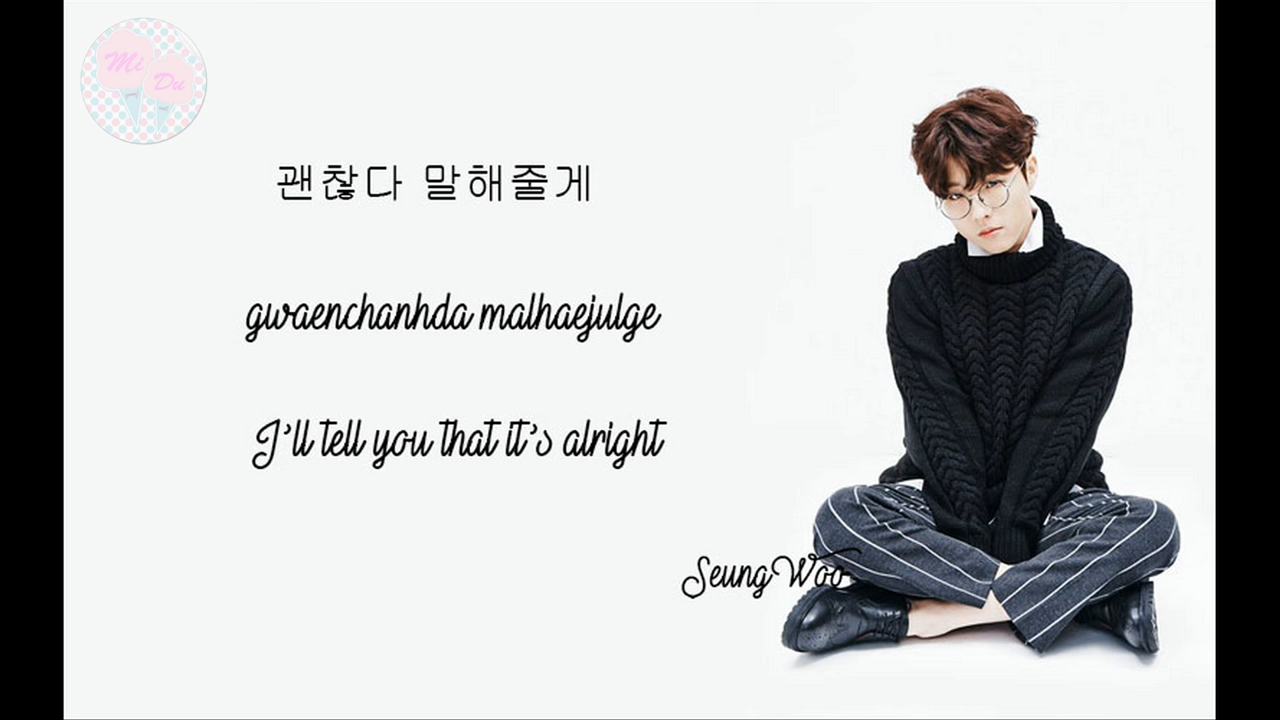 Mi
Du
괜찮다 말해줄게
gwaenchanhda malhaejulge
I'll tell you that it's alright
SeungWoo